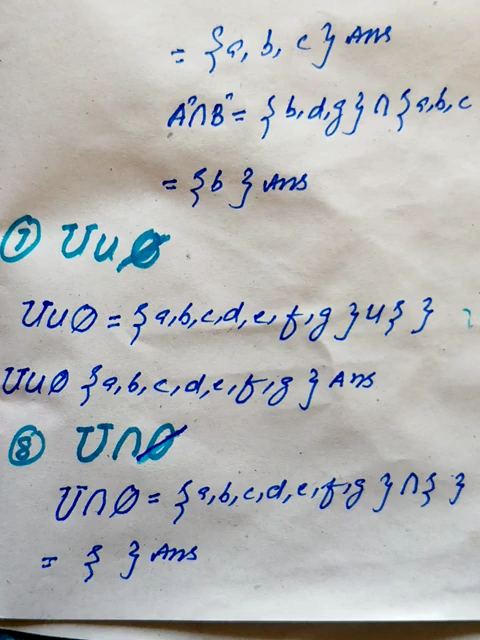 = {a, b, c} Ans
A"∩B" = {b, d, g} ∩ {a, b, c
= {b } Ans
⑦ U∪∅
U∪∅ = {a, b, c, d, e, f, g } ∪ { }
U∪∅ {a, b, c, d, e, f, g } Ans
⑧ U∩∅
U∩∅ = {a, b, c, d, e, f, g } ∩ { }
= { } Ans